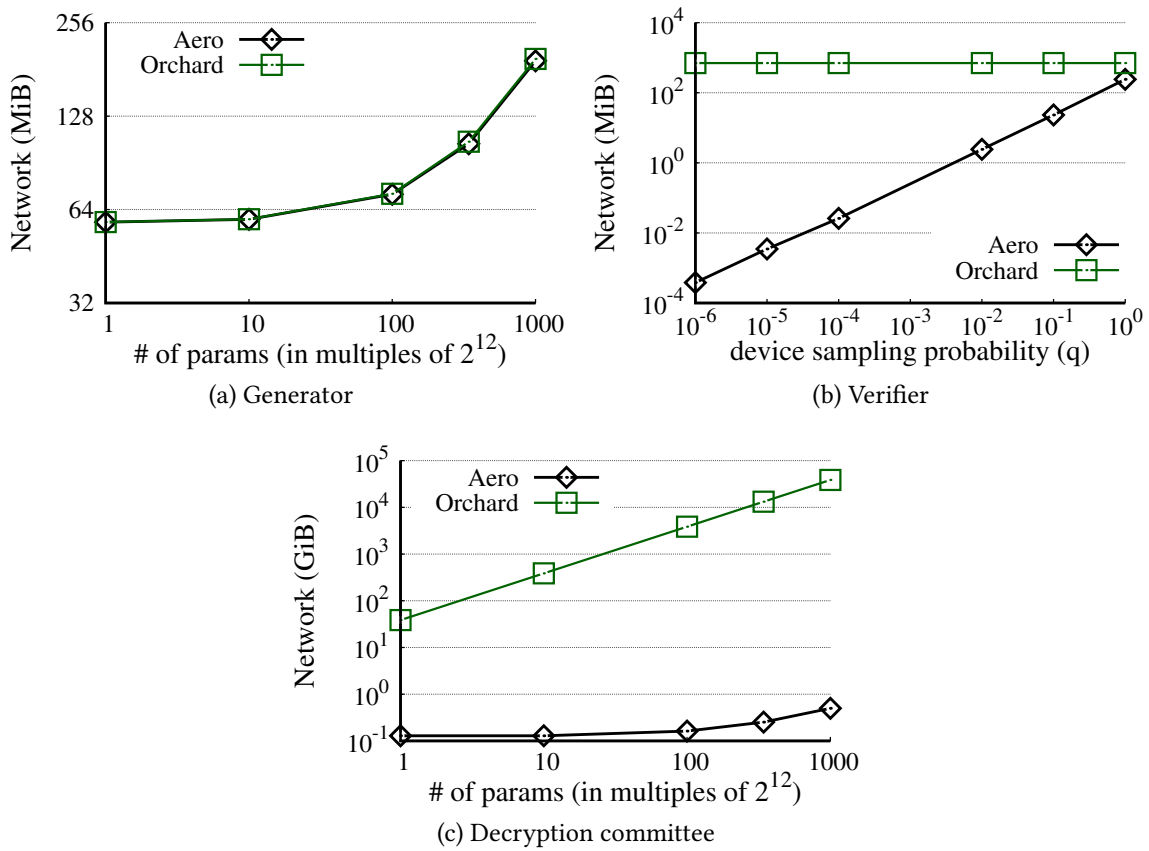 256
128
64
32
Network (MiB)
Aero
Orchard
1 10 100 1000
# of params (in multiples of 2^12)
(a) Generator
10^4
10^2
10^0
10^-2
10^-4
Network (MiB)
Aero
Orchard
10^-6 10^-5 10^-4 10^-3 10^-2 10^-1 10^0
device sampling probability (q)
(b) Verifier
10^5
10^4
10^3
10^2
10^1
10^0
10^-1
Network (GiB)
Aero
Orchard
1 10 100 1000
# of params (in multiples of 2^12)
(c) Decryption committee